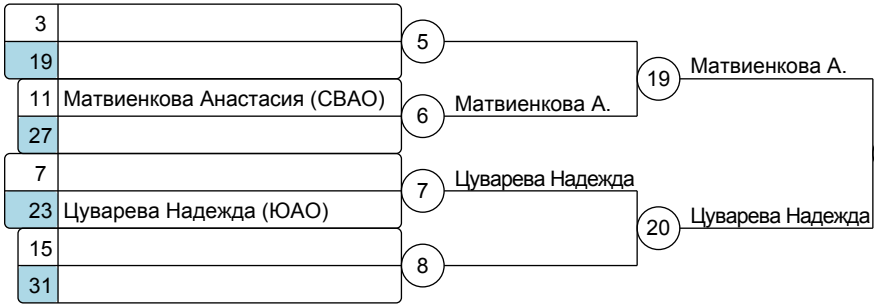 3
5
19
19 Матвиенкова А.
11 Матвиенкова Анастасия (СВАО)
6 Матвиенкова А.
27
7
7 Цуварева Надежда
23 Цуварева Надежда (ЮАО)
20 Цуварева Надежда
15
8
31